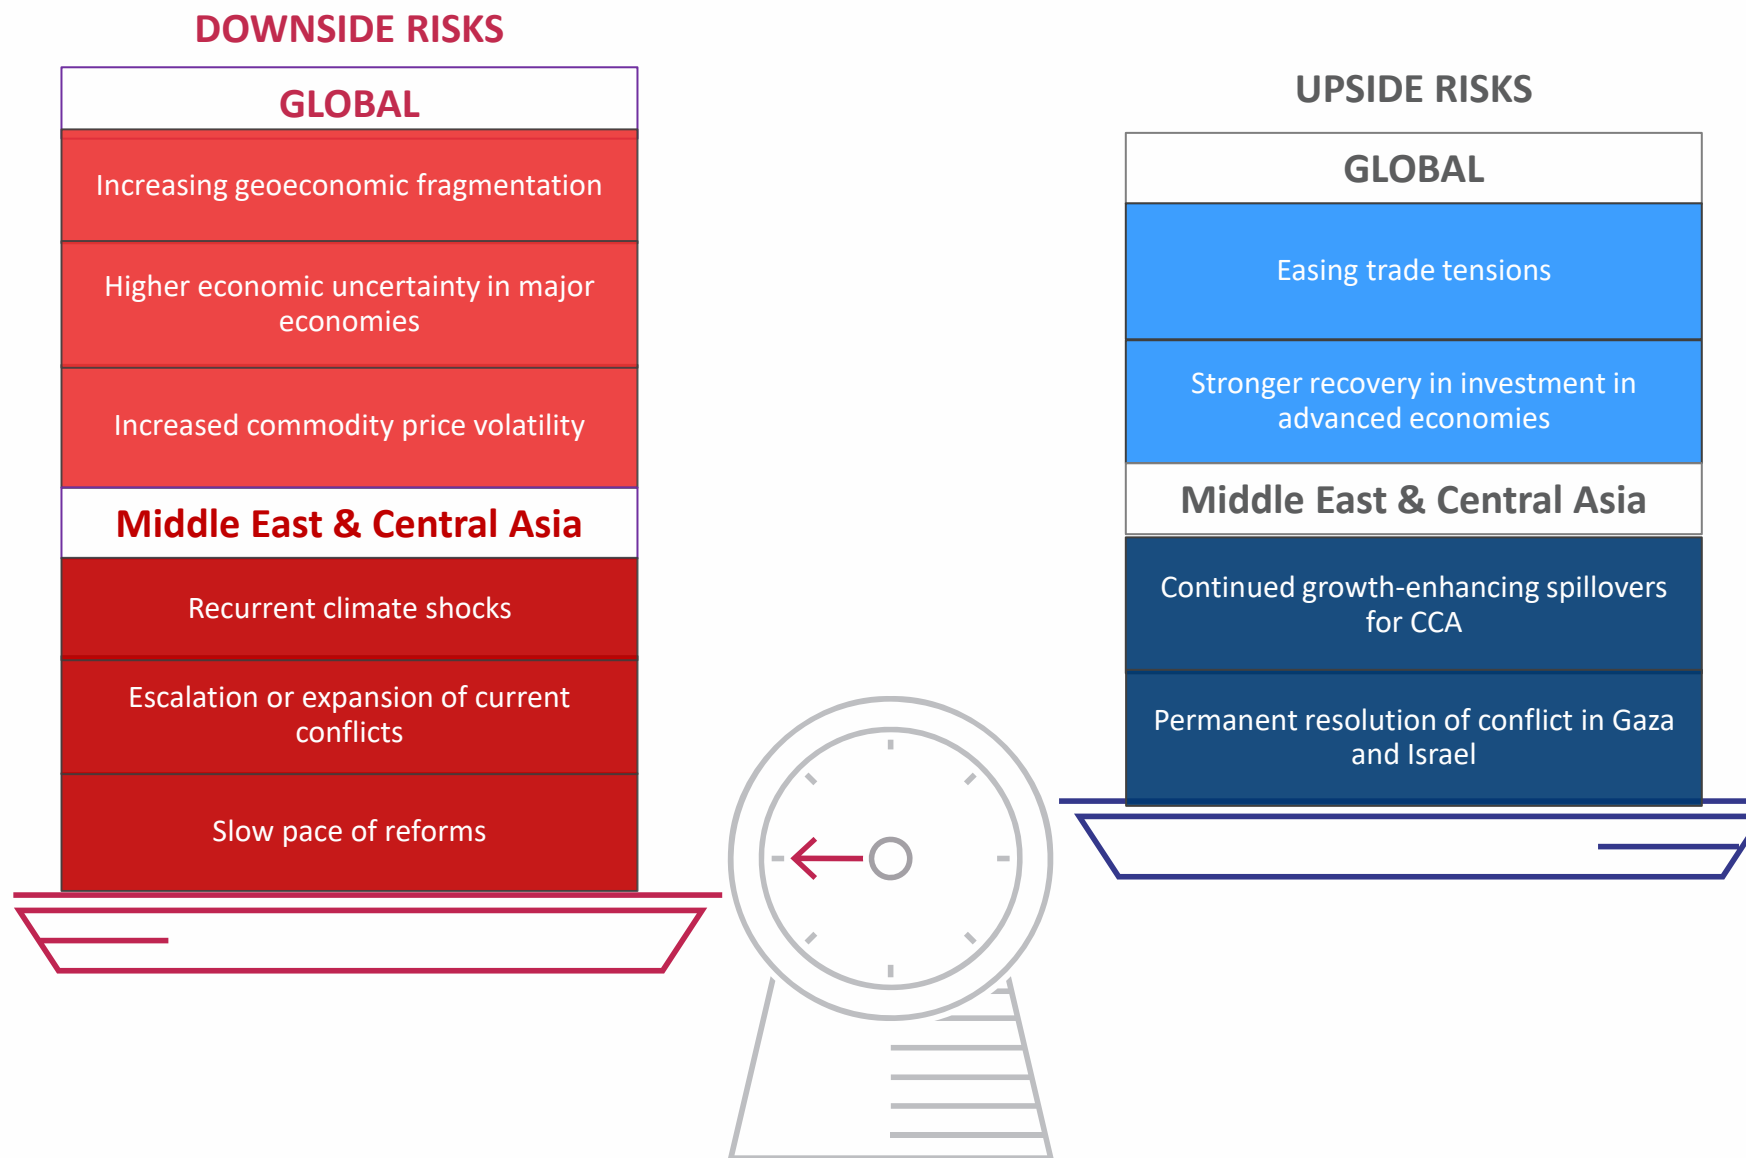 DOWNSIDE RISKS
GLOBAL
Increasing geoeconomic fragmentation
Higher economic uncertainty in major
economies
Increased commodity price volatility
Middle East & Central Asia
Recurrent climate shocks
Escalation or expansion of current
conflicts
Slow pace of reforms
UPSIDE RISKS
GLOBAL
Easing trade tensions
Stronger recovery in investment in
advanced economies
Middle East & Central Asia
Continued growth-enhancing spillovers
for CCA
Permanent resolution of conflict in Gaza
and Israel